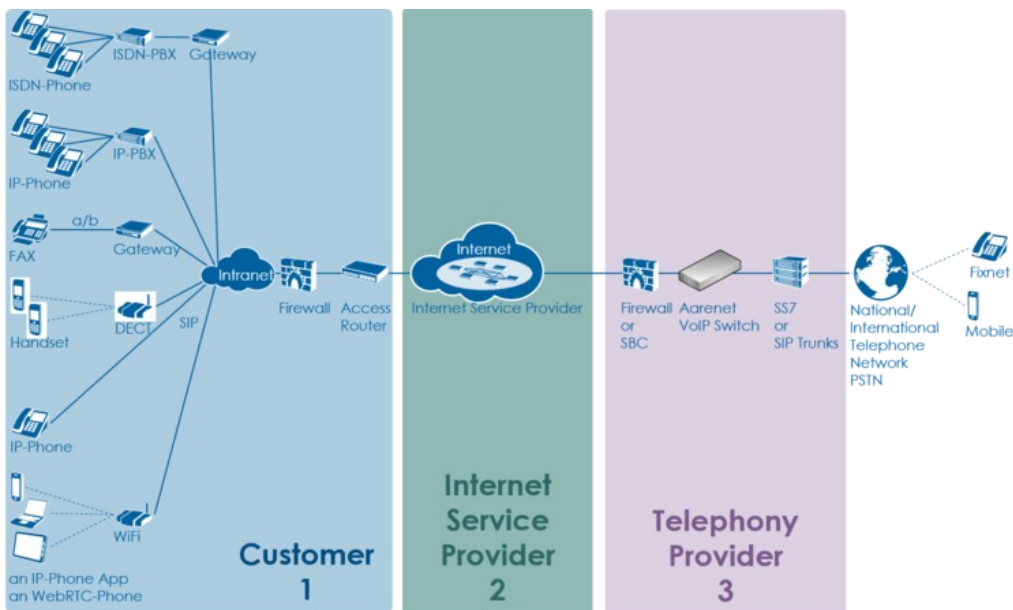 ISDN-PBX
Gateway
ISDN-Phone
IP-PBX
IP-Phone
a/b
FAX
Gateway
Intranet
SIP
DECT
Handset
Firewall
Access
Router
IP-Phone
WiFi
an IP-Phone App
an WebRTC-Phone
Customer
1
Internet
Internet Service Provider
Internet
Service
Provider
2
Firewall
or
SBC
Aarenet
VoIP Switch
SS7
or
SIP Trunks
Telephony
Provider
3
National/
International
Telephone
Network
PSTN
Fixnet
Mobile